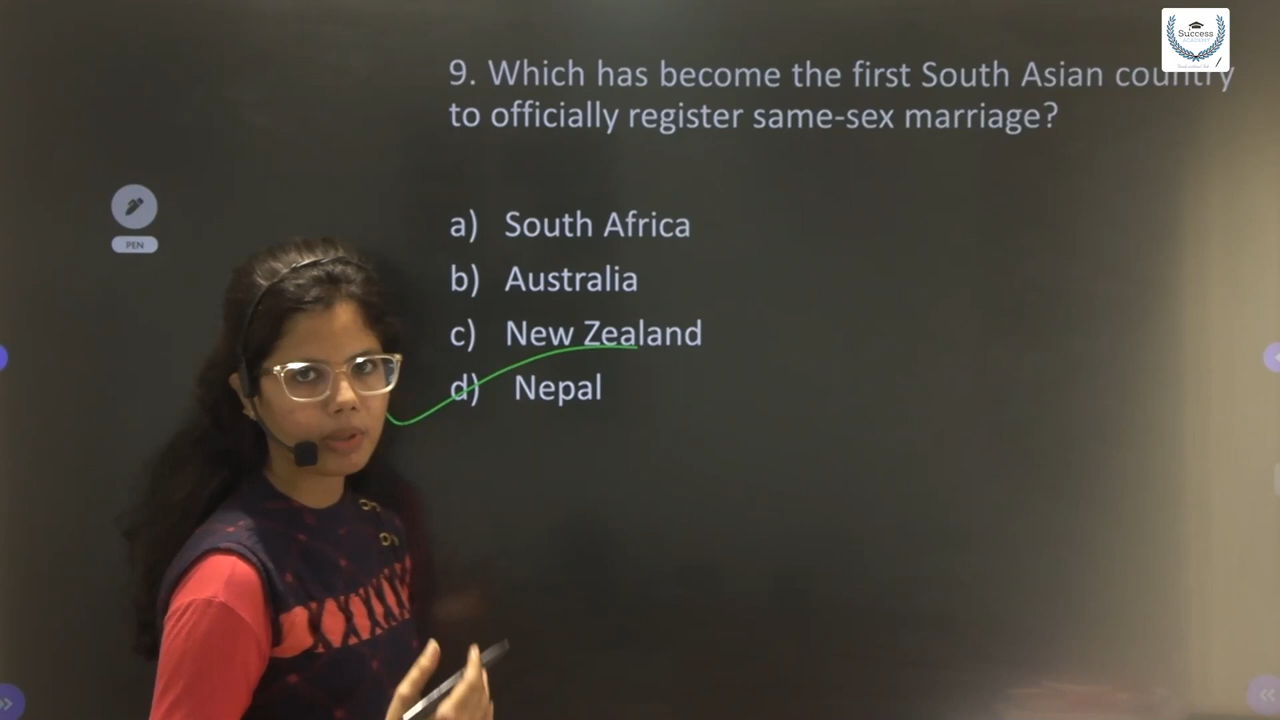 Success
ACADEMY
9. Which has become the first South Asian country
to officially register same-sex marriage?
PEN
a) South Africa
b) Australia
c) New Zealand
d) Nepal